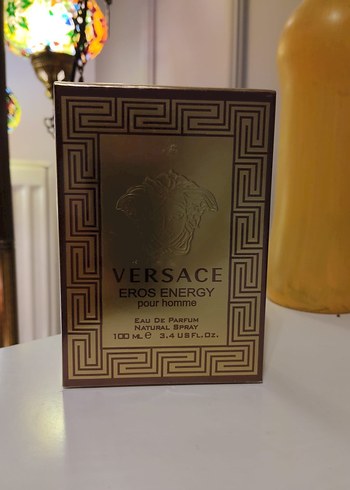 VERSACE
EROS ENERGY
pour homme
EAU DE PARFUM
NATURAL SPRAY
100 ML ℮ 3.4 US FL.OZ.